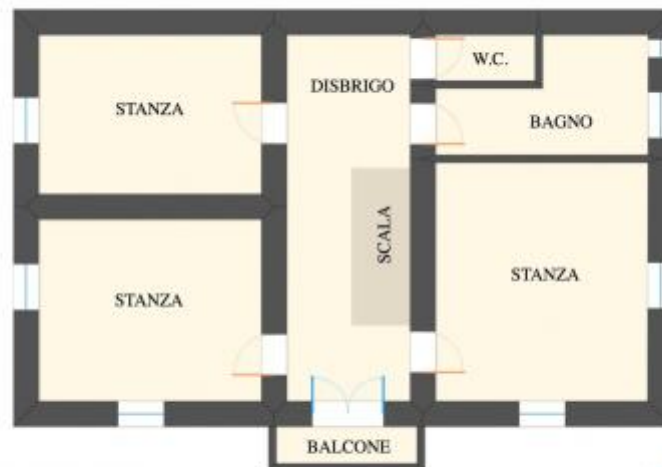 W.C.
DISBRIGO
STANZA
BAGNO
SCALA
STANZA
STANZA
BALCONE